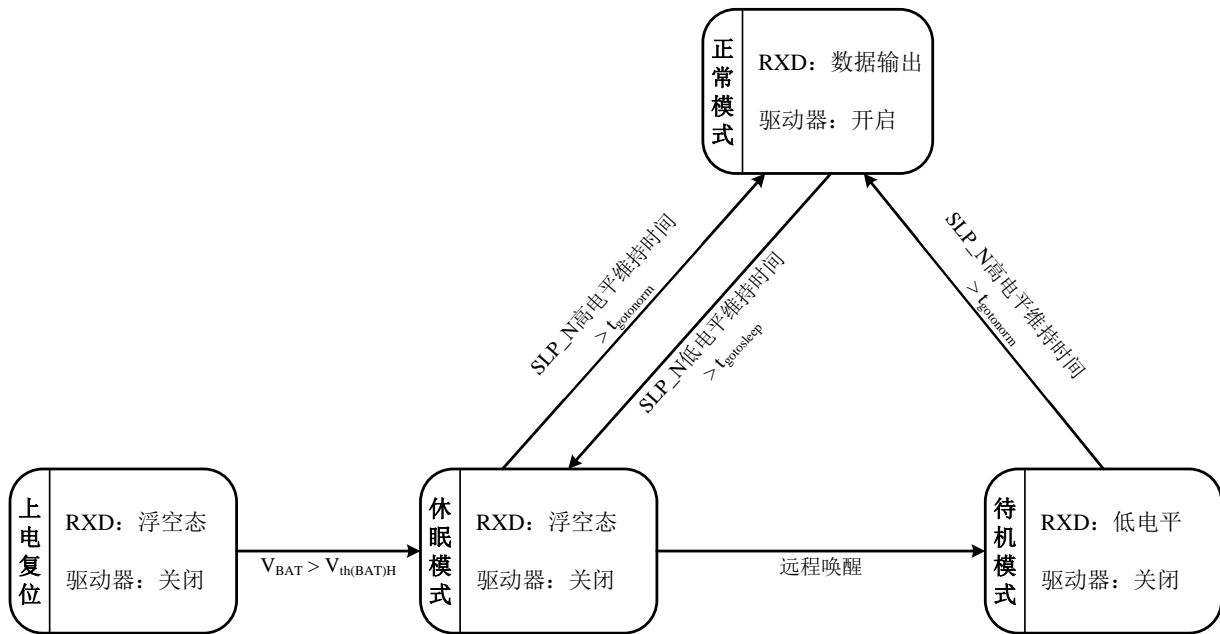 正常模式
RXD：数据输出
驱动器：开启
SLP_N高电平维持时间
> tgotonorm
SLP_N低电平维持时间
> tgotosleep
SLP_N高电平维持时间
> tgotonorm
上电复位
RXD：浮空态
驱动器：关闭
VBAT > Vth(BAT)H
休眠模式
RXD：浮空态
驱动器：关闭
远程唤醒
待机模式
RXD：低电平
驱动器：关闭